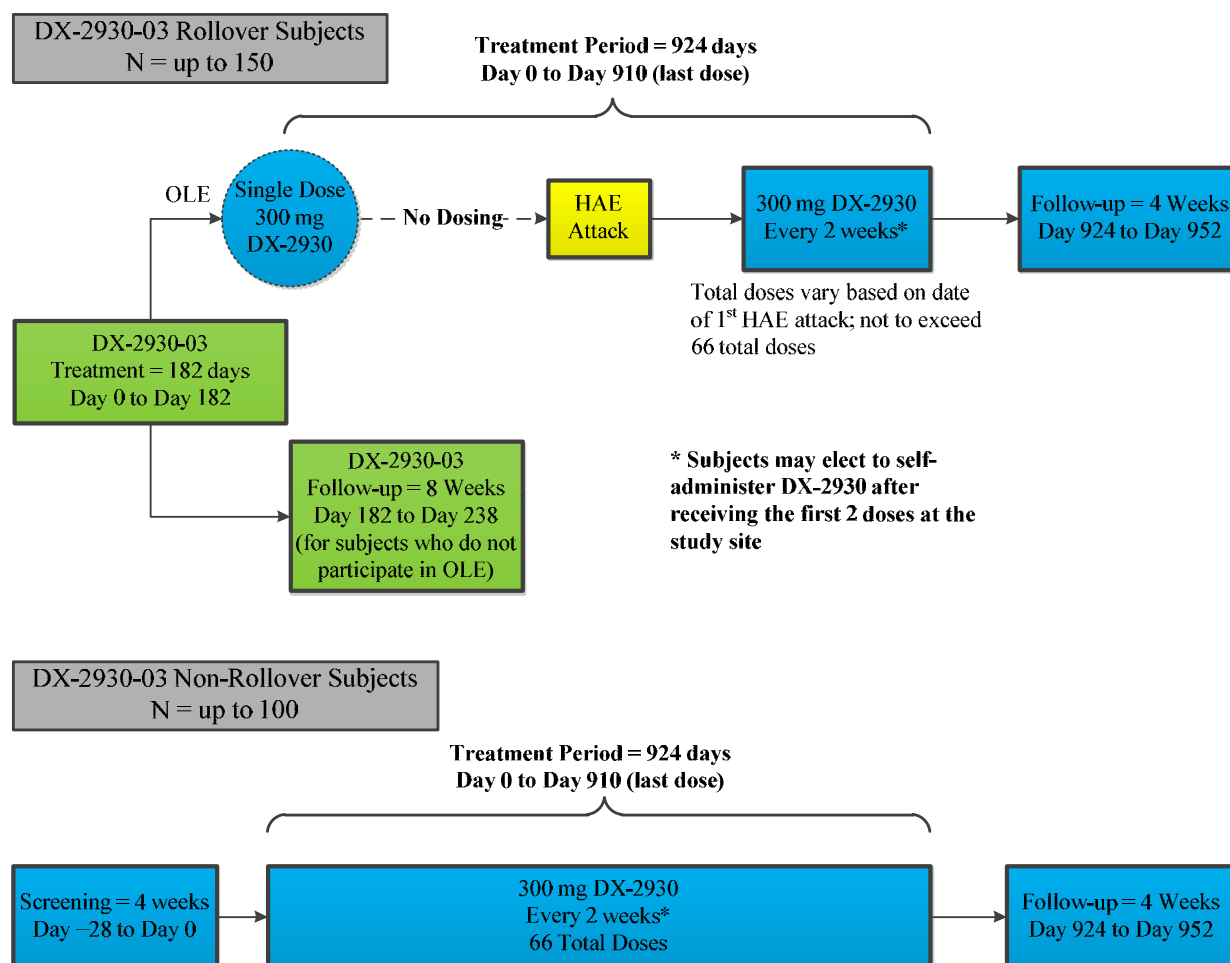 DX-2930-03 Rollover Subjects
N = up to 150
Treatment Period = 924 days
Day 0 to Day 910 (last dose)
OLE
Single Dose
300 mg
DX-2930
No Dosing
HAE
Attack
300 mg DX-2930
Every 2 weeks*
Follow-up = 4 Weeks
Day 924 to Day 952
Total doses vary based on date
of 1st HAE attack; not to exceed
66 total doses
DX-2930-03
Treatment = 182 days
Day 0 to Day 182
DX-2930-03
Follow-up = 8 Weeks
Day 182 to Day 238
(for subjects who do not
participate in OLE)
* Subjects may elect to self-
administer DX-2930 after
receiving the first 2 doses at the
study site
DX-2930-03 Non-Rollover Subjects
N = up to 100
Treatment Period = 924 days
Day 0 to Day 910 (last dose)
Screening = 4 weeks
Day −28 to Day 0
300 mg DX-2930
Every 2 weeks*
66 Total Doses
Follow-up = 4 Weeks
Day 924 to Day 952